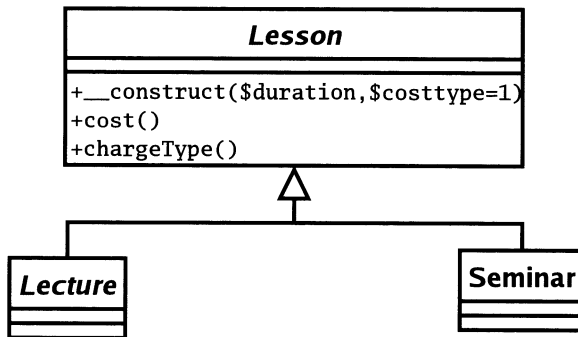 Lesson
+__construct($duration,$costtype=1)
+cost()
+chargeType()
Lecture
Seminar